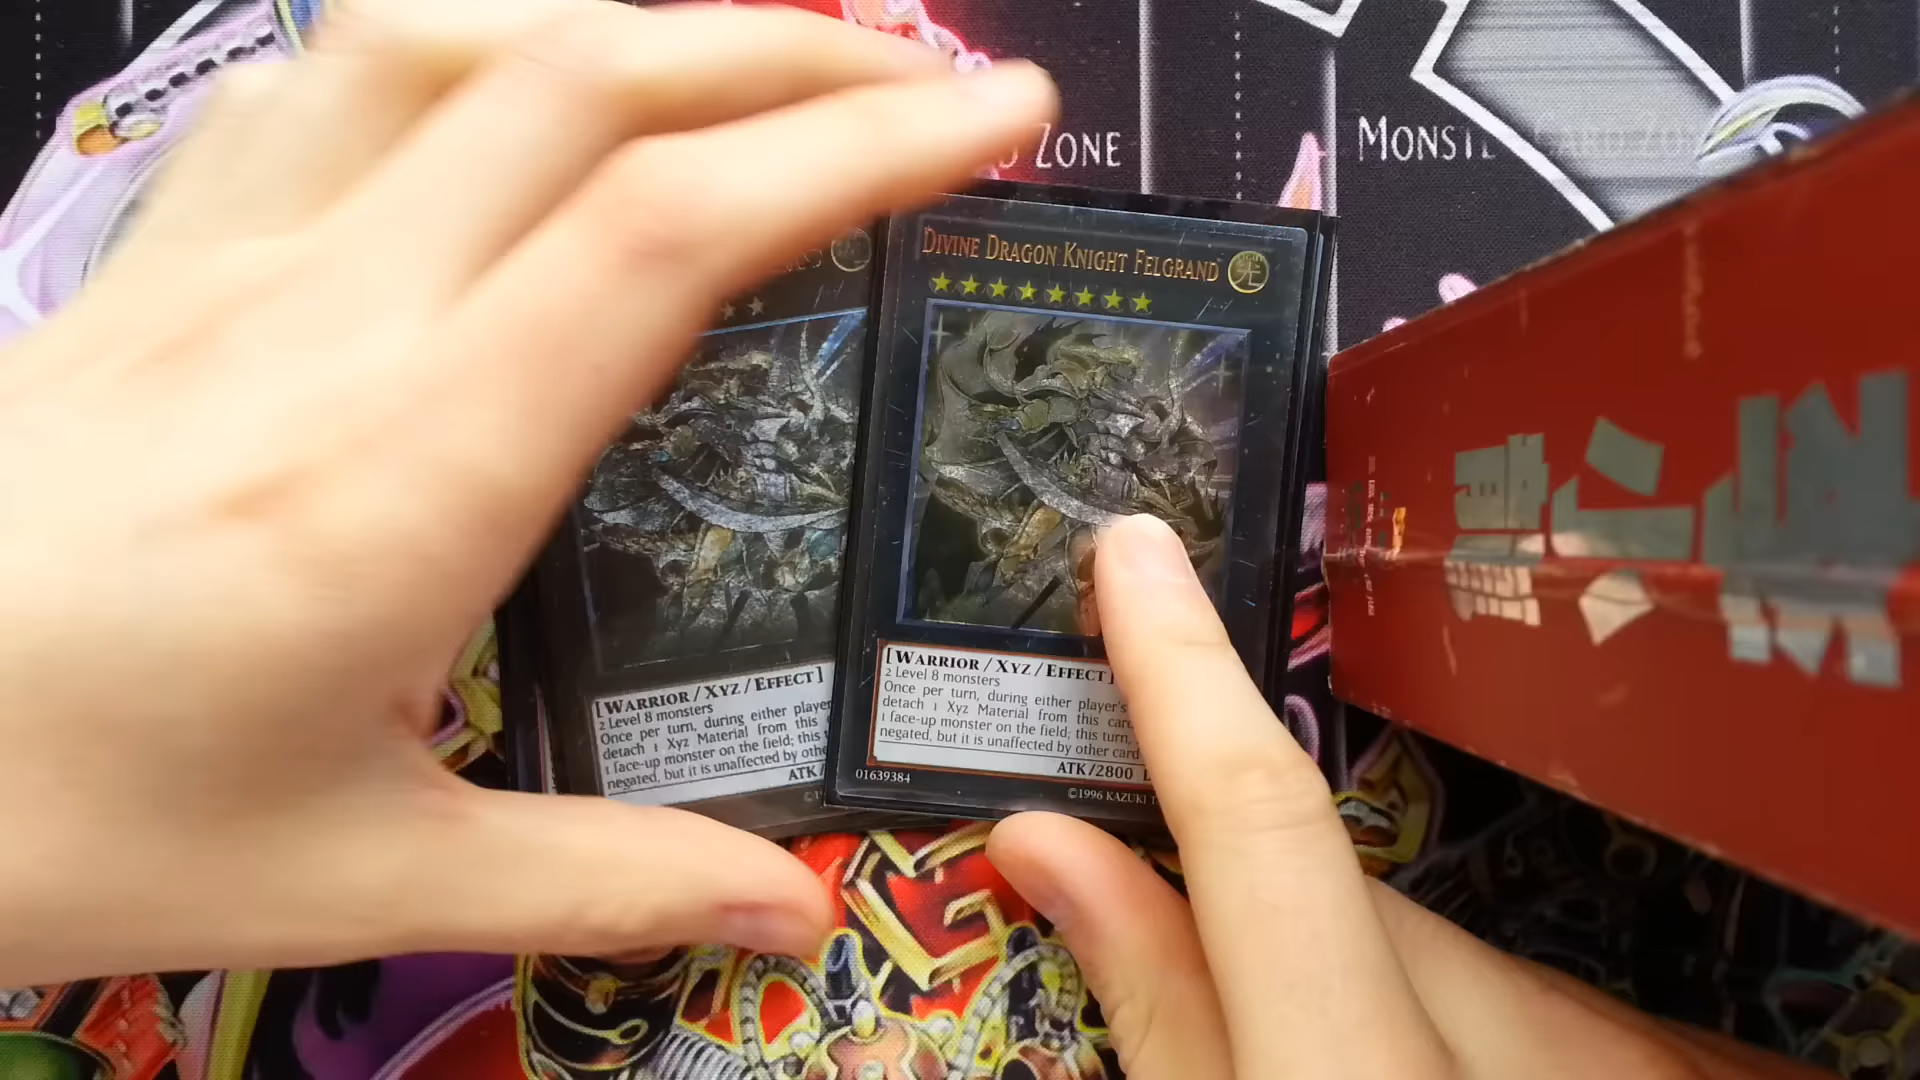 ZONE
MONST
DIVINE DRAGON KNIGHT FELGRAND
[WARRIOR/XYZ/EFFECT]
2 Level 8 monsters
Once per turn, during either player's
detach 1 Xyz Material from this card
1 face-up monster on the field; this turn,
negated, but it is unaffected by other card
ATK/2800
01639384
©1996 KAZUKI T
[WARRIOR/XYZ/EFFECT]
2 Level 8 monsters
Once per turn, during either player
detach 1 Xyz Material from this
1 face-up monster on the field; this
negated, but it is unaffected by othe
ATK/